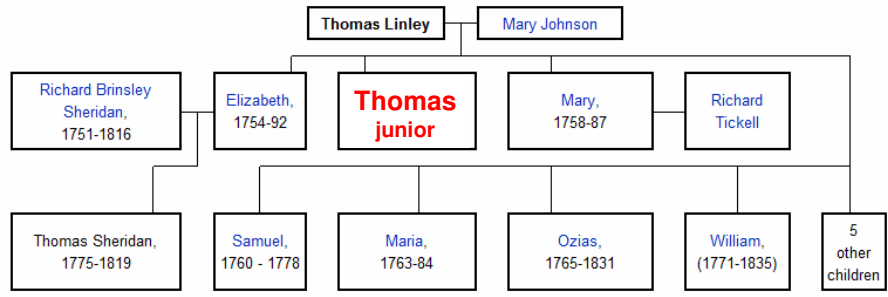 Thomas Linley
Mary Johnson
Richard Brinsley
Sheridan,
1751-1816
Elizabeth,
1754-92
Thomas
junior
Mary,
1758-87
Richard
Tickell
Thomas Sheridan,
1775-1819
Samuel,
1760 - 1778
Maria,
1763-84
Ozias,
1765-1831
William,
(1771-1835)
5
other
children